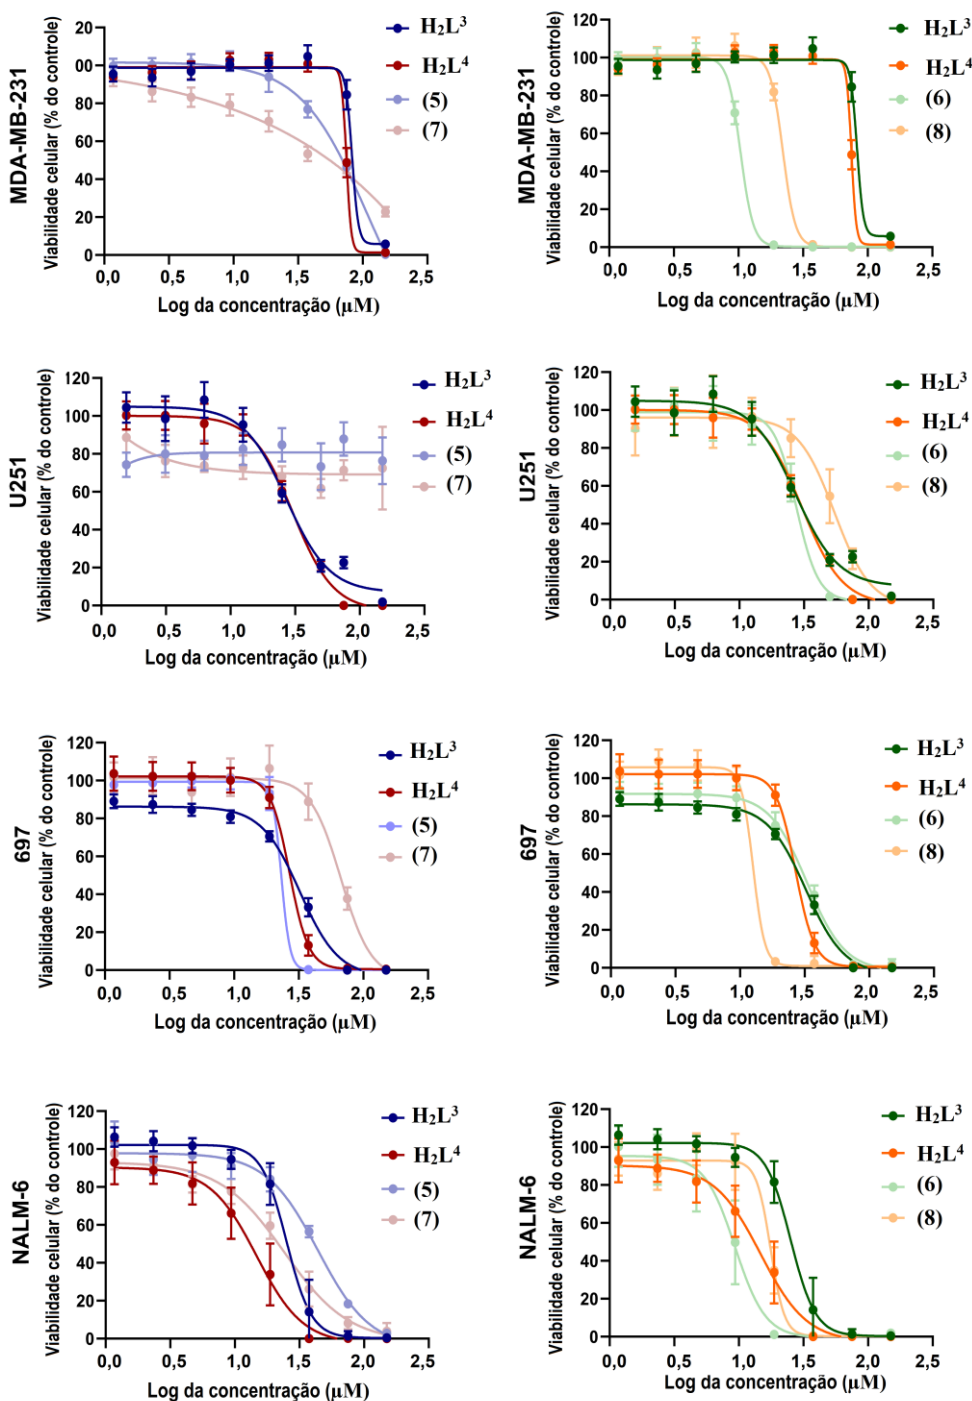 MDA-MB-231
Viabilidade celular (% do controle)
20
00
80
60
40
20
0
0,0 0,5 1,0 1,5 2,0 2,5
Log da concentração (µM)
H₂L³
H₂L⁴
(5)
(7)
MDA-MB-231
Viabilidade celular (% do controle)
120
100
80
60
40
20
0
0,0 0,5 1,0 1,5 2,0 2,5
Log da concentração (µM)
H₂L³
H₂L⁴
(6)
(8)
U251
Viabilidade celular (% do controle)
120
100
80
60
40
20
0
0,0 0,5 1,0 1,5 2,0 2,5
Log da concentração (µM)
H₂L³
H₂L⁴
(5)
(7)
U251
Viabilidade celular (% do controle)
120
100
80
60
40
20
0
0,0 0,5 1,0 1,5 2,0 2,5
Log da concentração (µM)
H₂L³
H₂L⁴
(6)
(8)
697
Viabilidade celular (% do controle)
120
100
80
60
40
20
0
0,0 0,5 1,0 1,5 2,0 2,5
Log da concentração (µM)
H₂L³
H₂L⁴
(5)
(7)
697
Viabilidade celular (% do controle)
120
100
80
60
40
20
0
0,0 0,5 1,0 1,5 2,0 2,5
Log da concentração (µM)
H₂L³
H₂L⁴
(6)
(8)
NALM-6
Viabilidade celular (% do controle)
120
100
80
60
40
20
0
0,0 0,5 1,0 1,5 2,0 2,5
Log da concentração (µM)
H₂L³
H₂L⁴
(5)
(7)
NALM-6
Viabilidade celular (% do controle)
120
100
80
60
40
20
0
0,0 0,5 1,0 1,5 2,0 2,5
Log da concentração (µM)
H₂L³
H₂L⁴
(6)
(8)